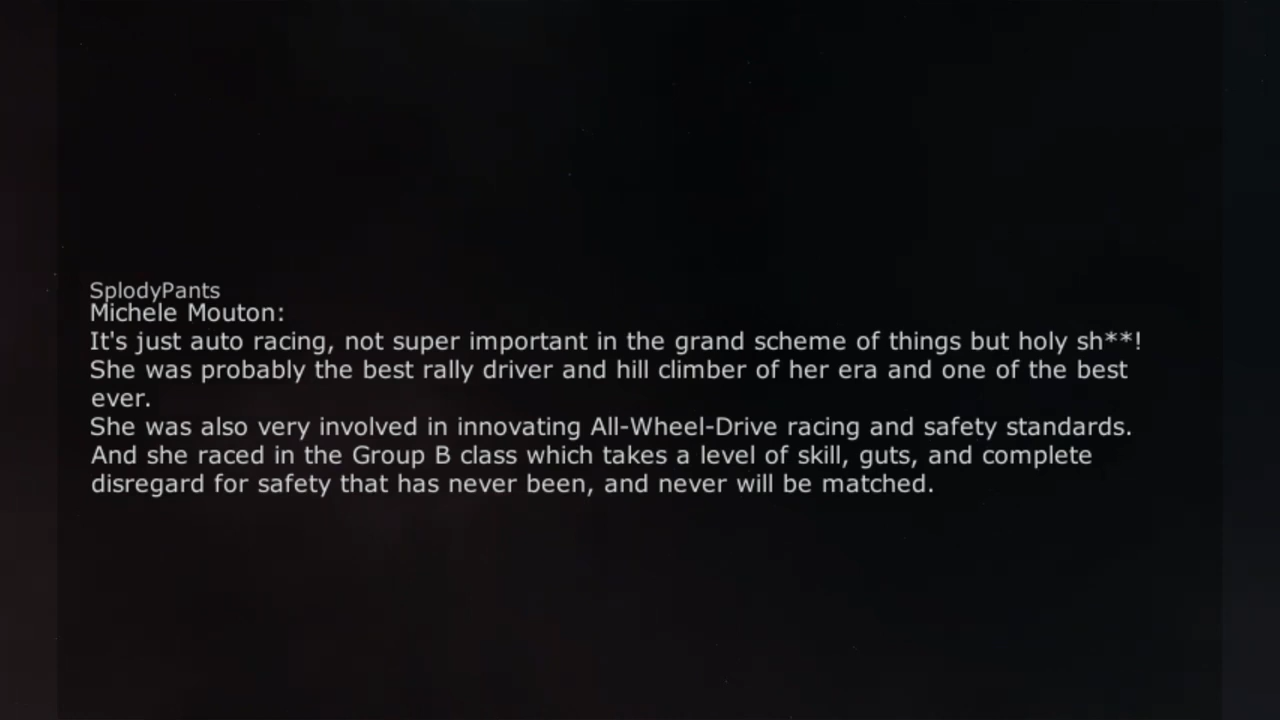 SplodyPants
Michele Mouton:
It's just auto racing, not super important in the grand scheme of things but holy sh**!
She was probably the best rally driver and hill climber of her era and one of the best
ever.
She was also very involved in innovating All-Wheel-Drive racing and safety standards.
And she raced in the Group B class which takes a level of skill, guts, and complete
disregard for safety that has never been, and never will be matched.